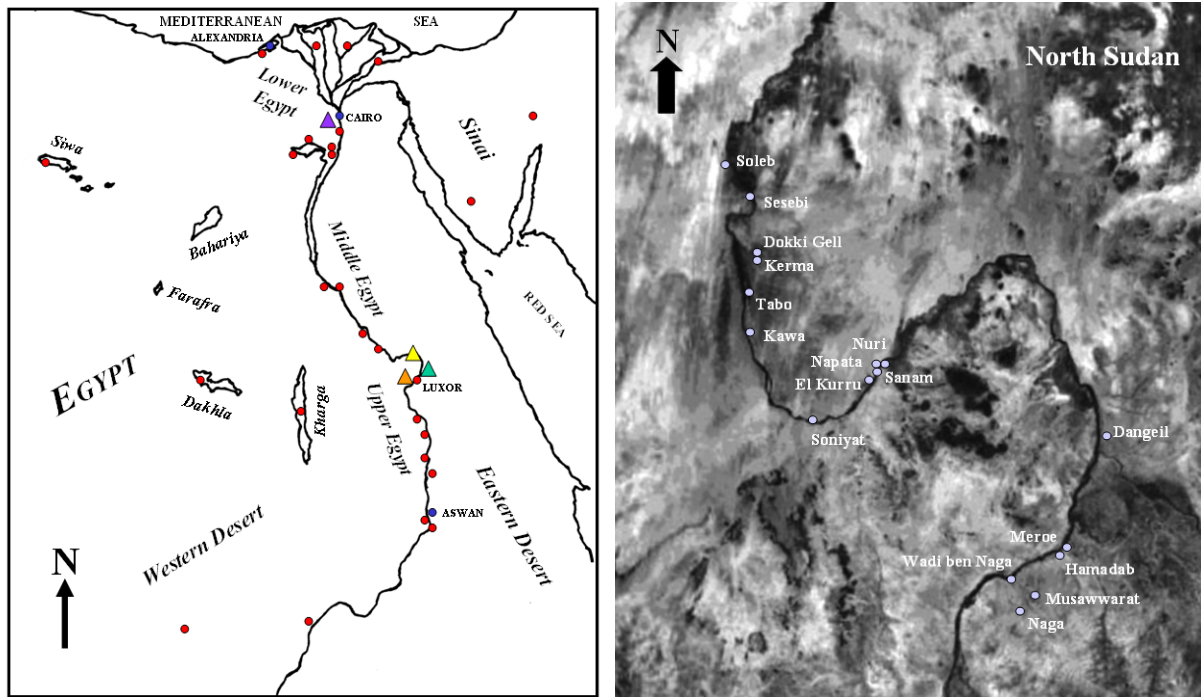 MEDITERRANEAN SEA
ALEXANDRIA
Lower
Egypt
CAIRO
Sinai
Siwa
Bahariya
Middle Egypt
Farafra
RED SEA
EGYPT
Dakhla
Kharga
LUXOR
Upper Egypt
Eastern Desert
ASWAN
Western Desert
N
N
North Sudan
Soleb
Sesebi
Dokki Gell
Kerma
Tabo
Kawa
Nuri
Napata
Sanam
El Kurru
Soniyat
Dangeil
Meroe
Wadi ben Naga
Hamadab
Musawwarat
Naga